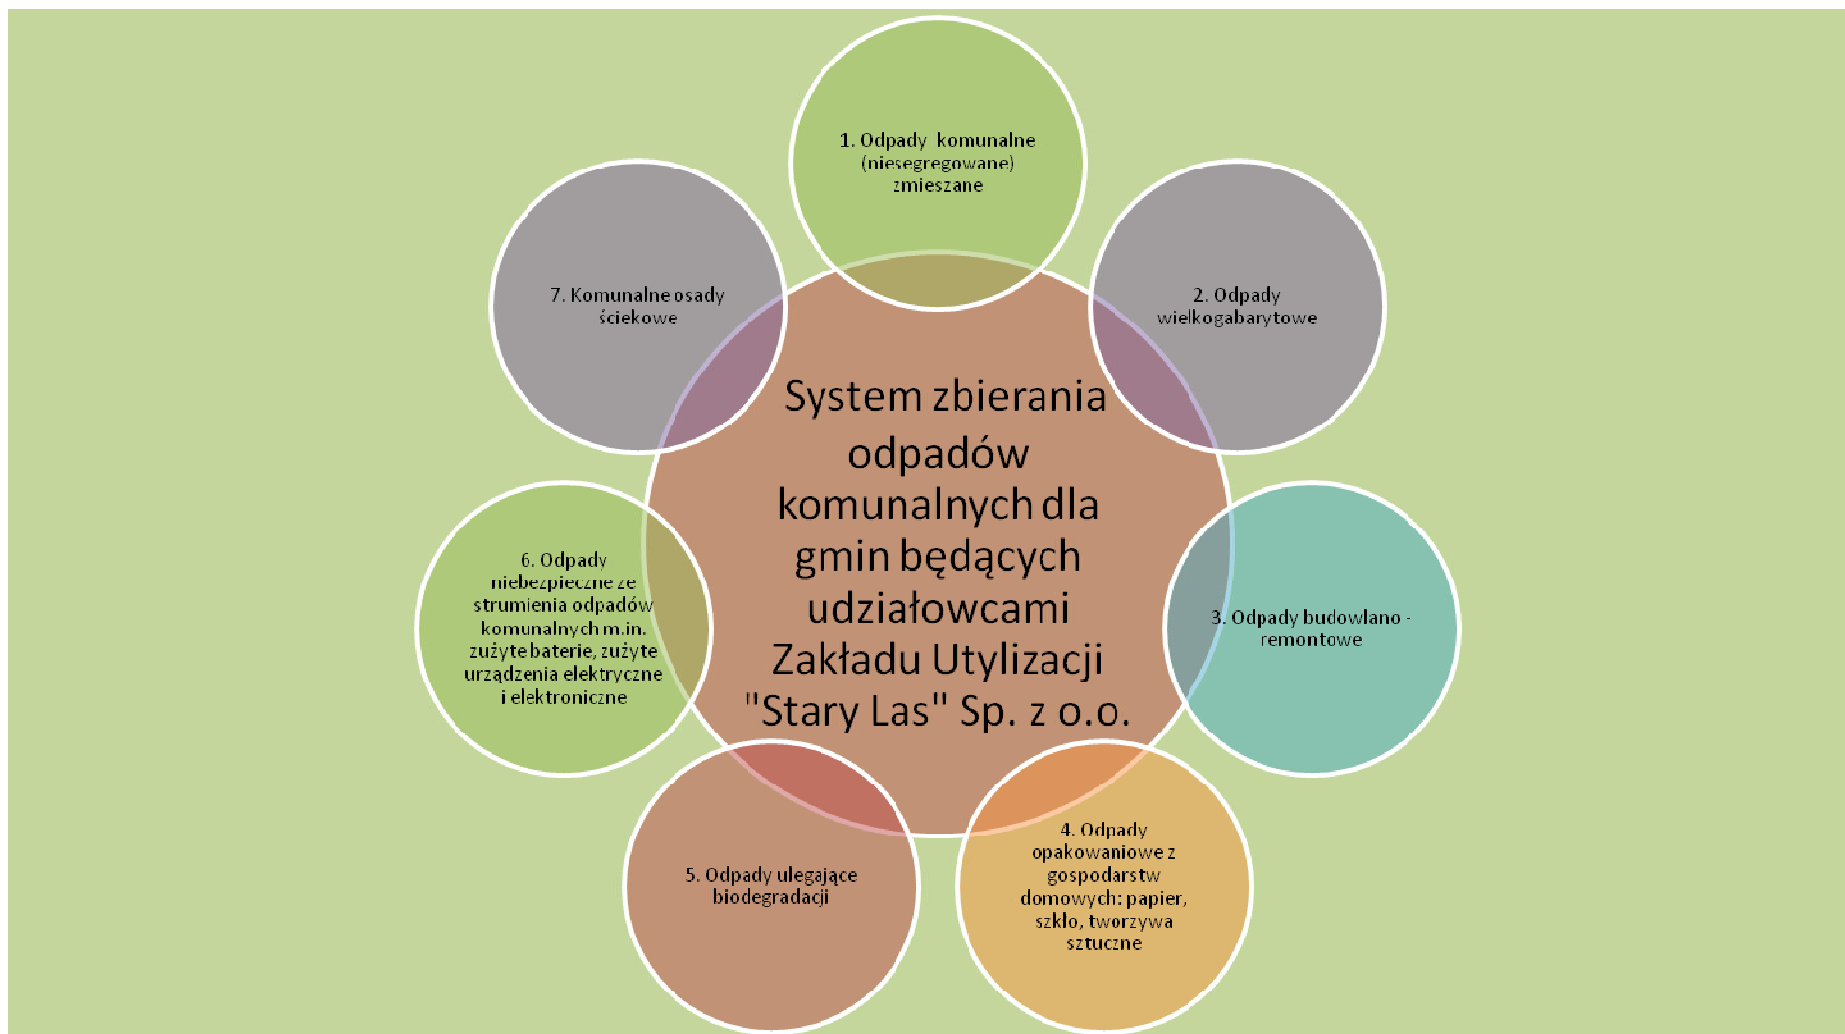 1. Odpady komunalne
(niesegregowane)
zmieszane
2. Odpady
wielkogabarytowe
3. Odpady budowlano -
remontowe
4. Odpady
opakowaniowe z
gospodarstw
domowych: papier,
szkło, tworzywa
sztuczne
5. Odpady ulegające
biodegradacji
6. Odpady
niebezpieczne ze
strumienia odpadów
komunalnych m.in.
zużyte baterie, zużyte
urządzenia elektryczne
i elektroniczne
7. Komunalne osady
ściekowe
System zbierania
odpadów
komunalnych dla
gmin będących
udziałowcami
Zakładu Utylizacji
"Stary Las" Sp. z o.o.